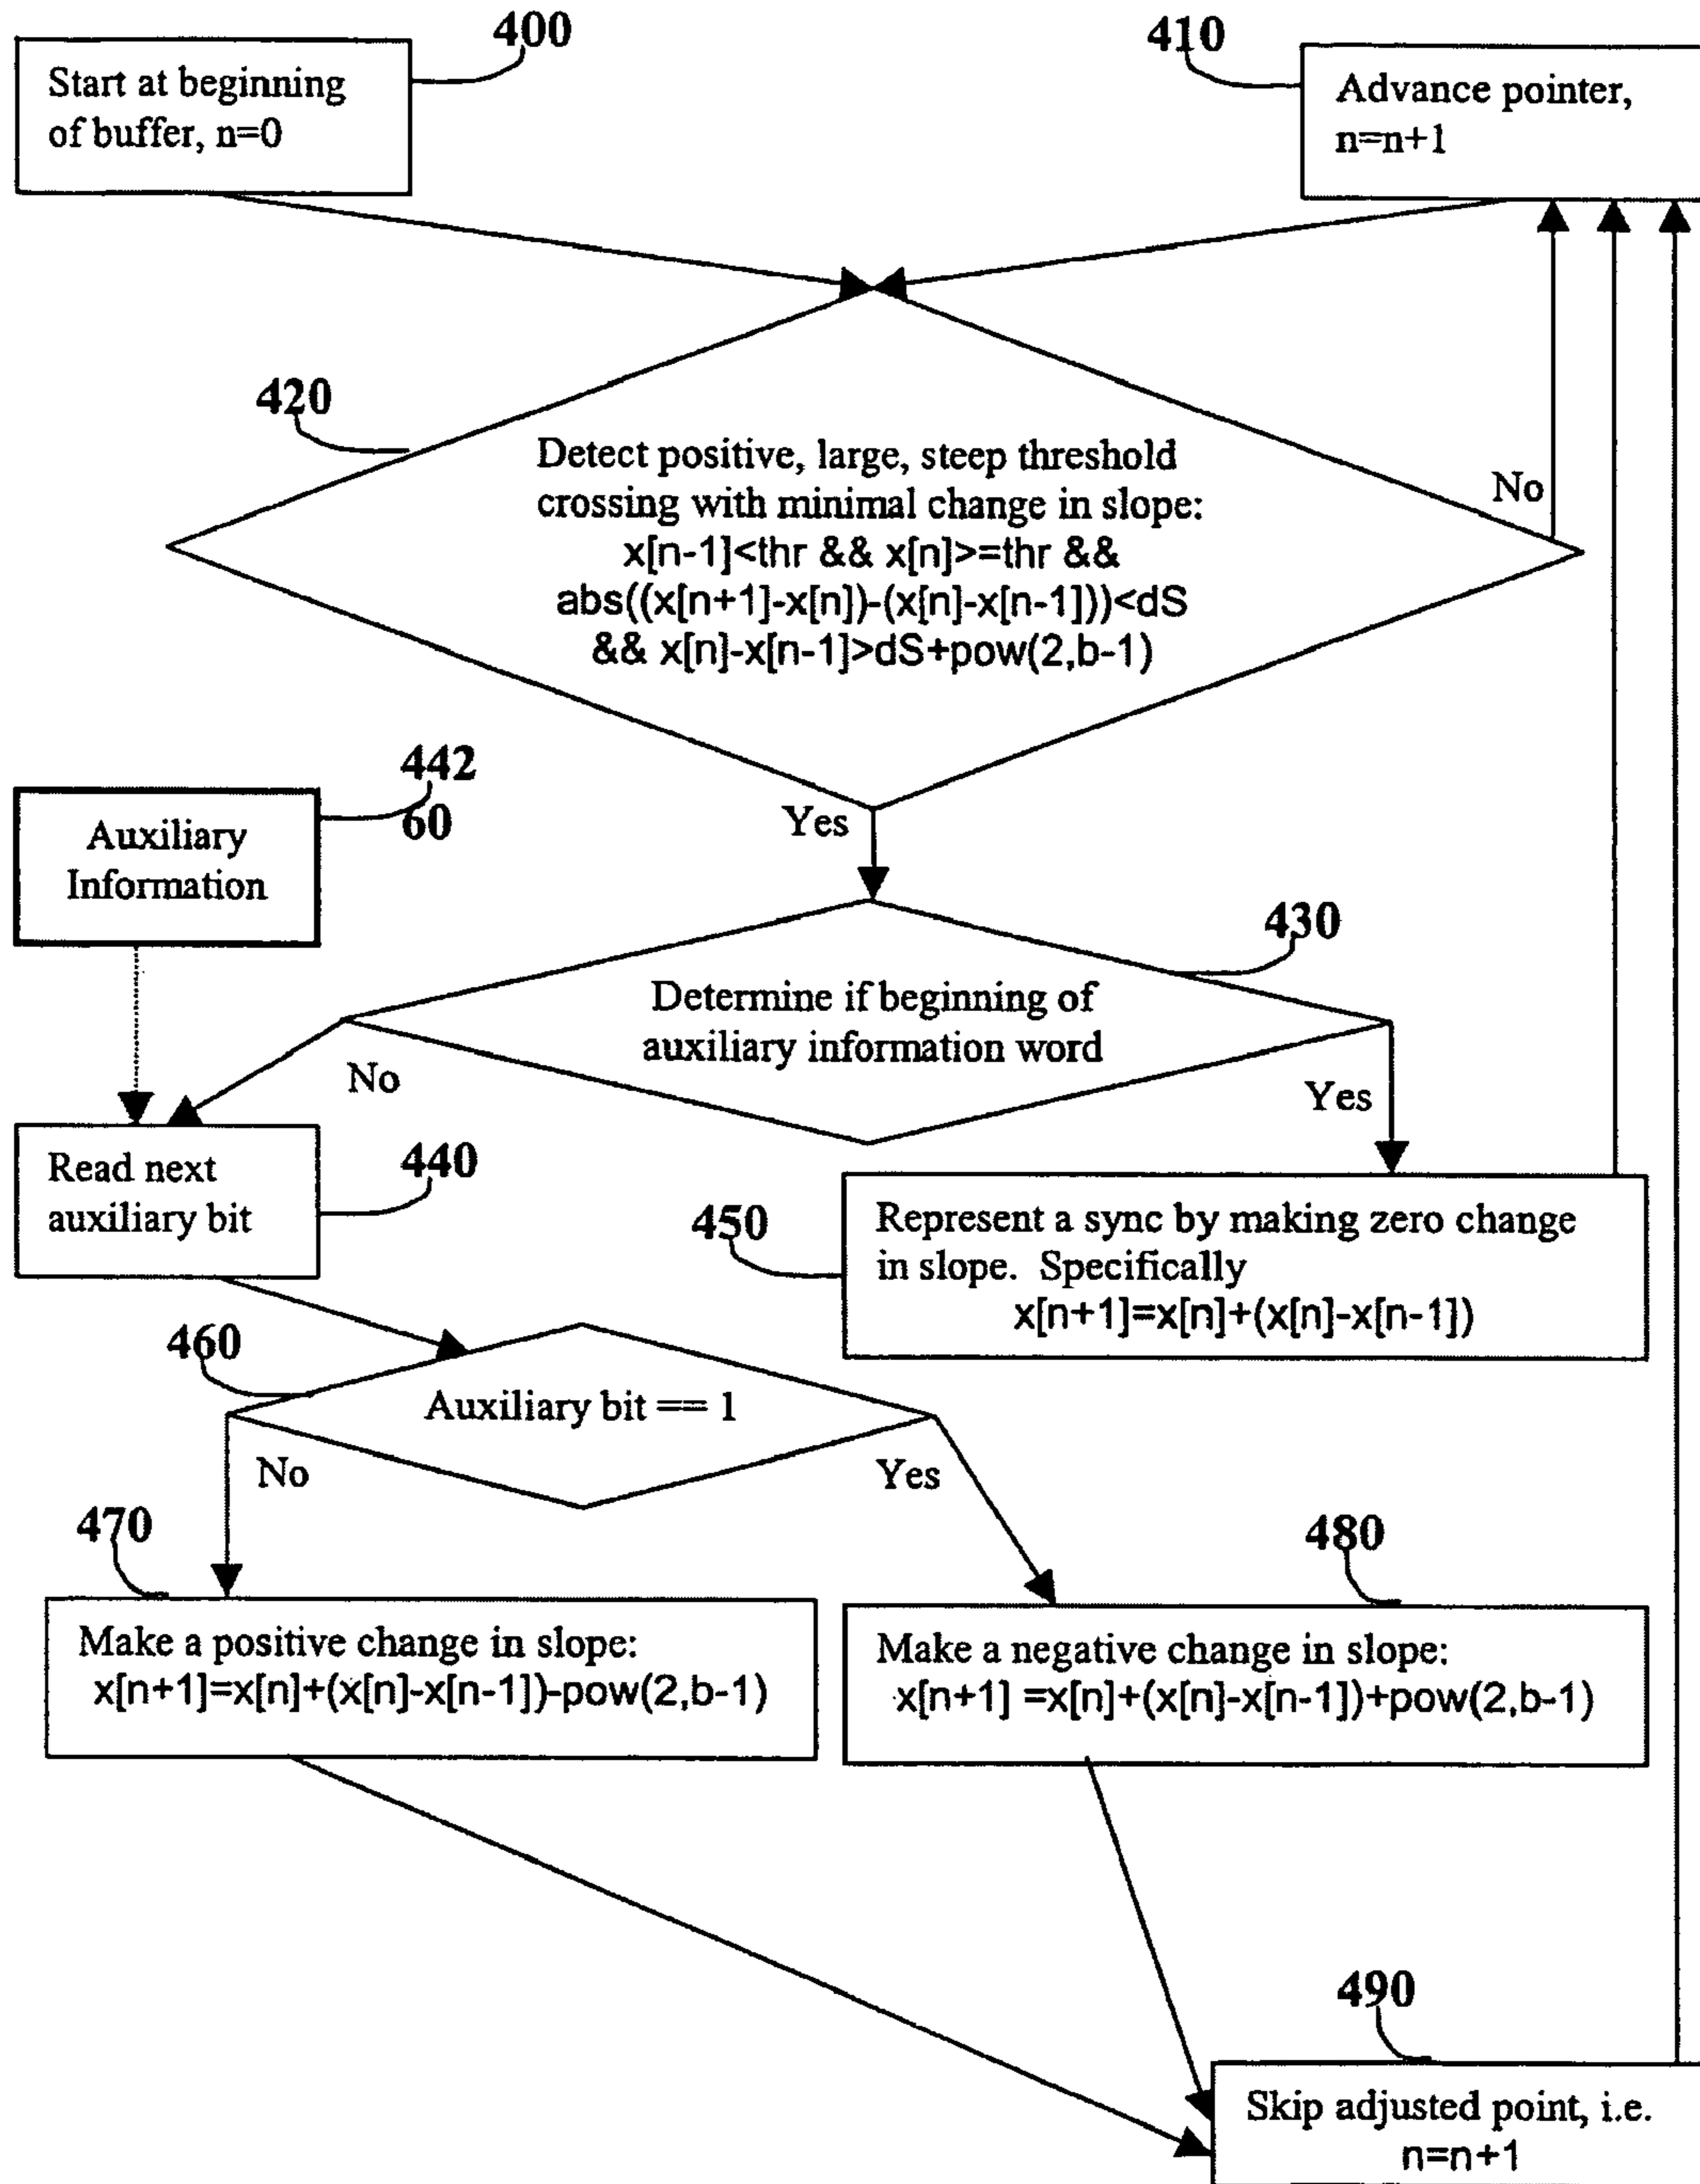 400
Start at beginning
of buffer, n=0
410
Advance pointer,
n=n+1
420
Detect positive, large, steep threshold
crossing with minimal change in slope:
x[n-1]<thr && x[n]>=thr &&
abs((x[n+1]-x[n])-(x[n]-x[n-1]))<dS
&& x[n]-x[n-1]>dS+pow(2,b-1)
No
Yes
442
60
Auxiliary
Information
430
Determine if beginning of
auxiliary information word
No
Yes
440
Read next
auxiliary bit
450
Represent a sync by making zero change
in slope. Specifically
x[n+1]=x[n]+(x[n]-x[n-1])
460
Auxiliary bit == 1
No
Yes
470
Make a positive change in slope:
x[n+1]=x[n]+(x[n]-x[n-1])-pow(2,b-1)
480
Make a negative change in slope:
x[n+1] =x[n]+(x[n]-x[n-1])+pow(2,b-1)
490
Skip adjusted point, i.e.
n=n+1